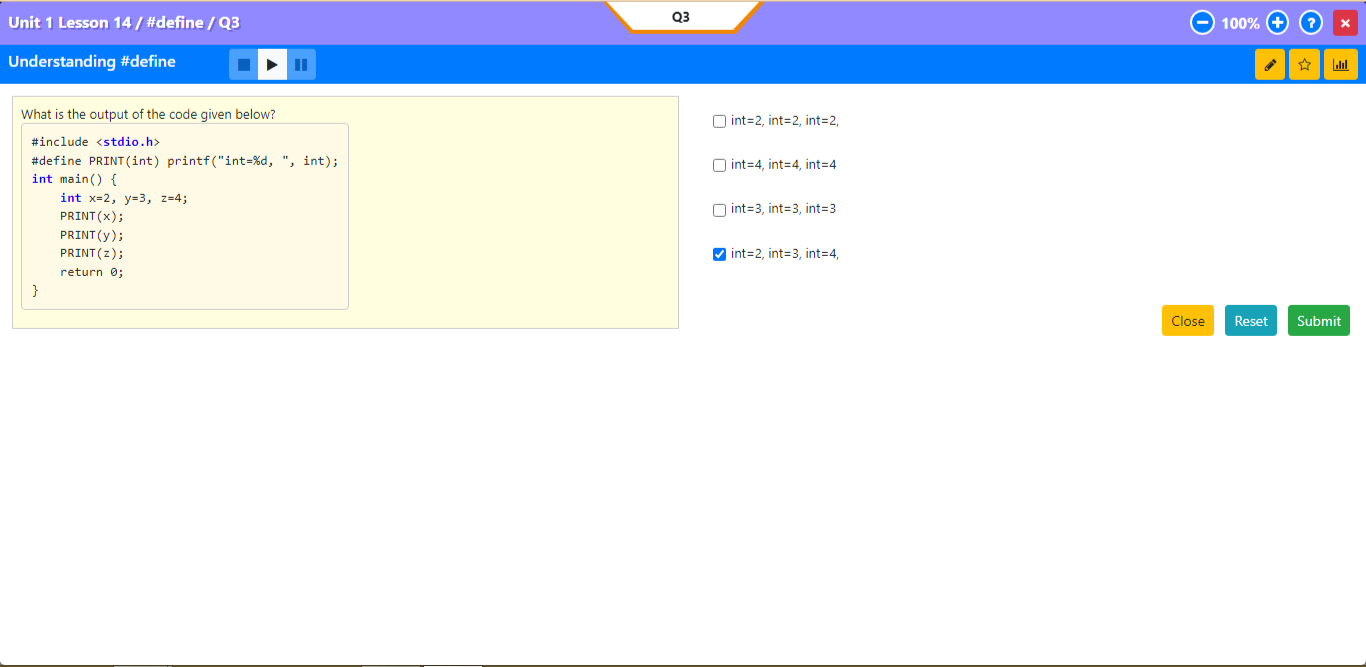 Unit 1 Lesson 14 / #define / Q3
Q3
100%
?
Understanding #define
What is the output of the code given below?
#include <stdio.h>
#define PRINT(int) printf("int=%d, ", int);
int main() {
    int x=2, y=3, z=4;
    PRINT(x);
    PRINT(y);
    PRINT(z);
    return 0;
}
int=2, int=2, int=2,
int=4, int=4, int=4
int=3, int=3, int=3
int=2, int=3, int=4,
Close Reset Submit